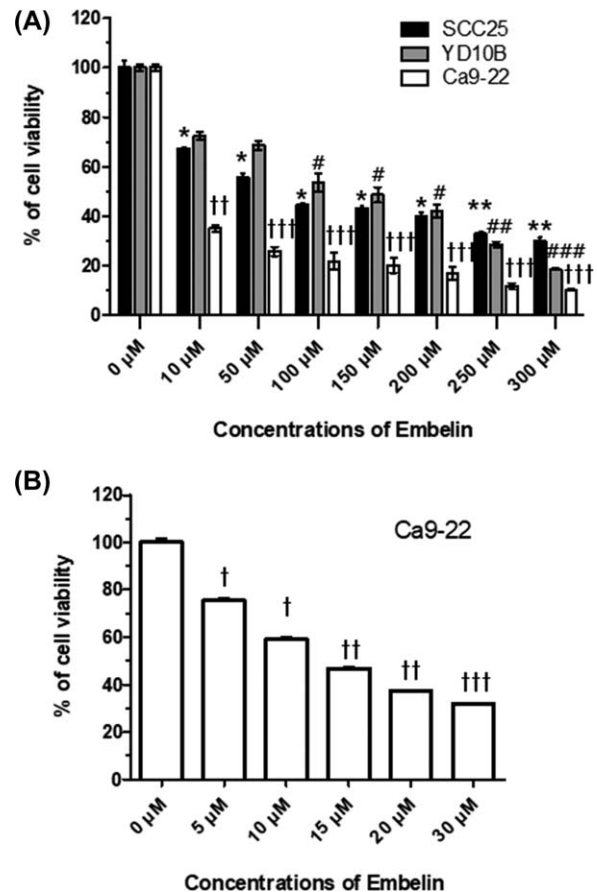 (A)
SCC25
YD10B
Ca9-22
% of cell viability
120
100
80
60
40
20
0
* †† * ††† * # ††† * # ††† * # ††† ** ## ††† ** ### †††
0 µM 10 µM 50 µM 100 µM 150 µM 200 µM 250 µM 300 µM
Concentrations of Embelin
(B)
Ca9-22
% of cell viability
120
100
80
60
40
20
0
† † †† †† †††
0 µM 5 µM 10 µM 15 µM 20 µM 30 µM
Concentrations of Embelin